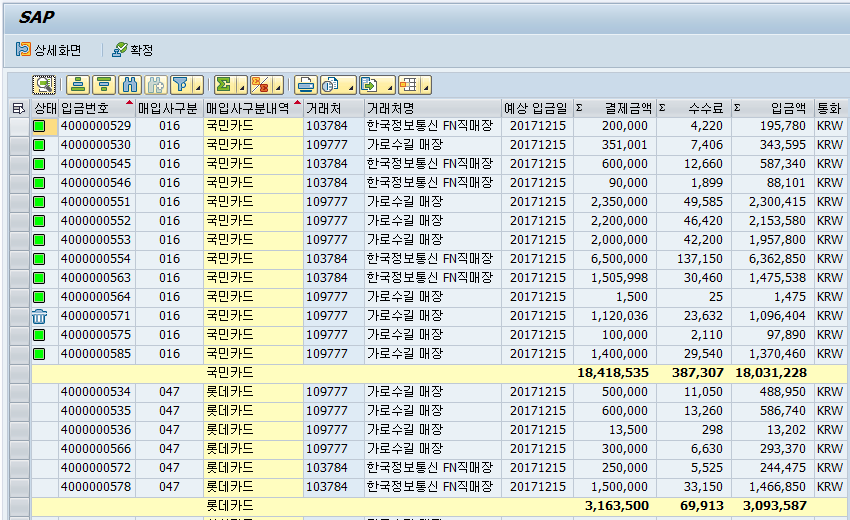 SAP
상세화면 확정
상태 입금번호 매입사구분 매입사구분내역 거래처 거래처명 예상 입금일 Σ 결제금액 Σ 수수료 Σ 입금액 통화
4000000529 016 국민카드 103784 한국정보통신 FN직매장 20171215 200,000 4,220 195,780 KRW
4000000530 016 국민카드 109777 가로수길 매장 20171215 351,001 7,406 343,595 KRW
4000000545 016 국민카드 103784 한국정보통신 FN직매장 20171215 600,000 12,660 587,340 KRW
4000000546 016 국민카드 103784 한국정보통신 FN직매장 20171215 90,000 1,899 88,101 KRW
4000000551 016 국민카드 109777 가로수길 매장 20171215 2,350,000 49,585 2,300,415 KRW
4000000552 016 국민카드 109777 가로수길 매장 20171215 2,200,000 46,420 2,153,580 KRW
4000000553 016 국민카드 109777 가로수길 매장 20171215 2,000,000 42,200 1,957,800 KRW
4000000554 016 국민카드 103784 한국정보통신 FN직매장 20171215 6,500,000 137,150 6,362,850 KRW
4000000563 016 국민카드 103784 한국정보통신 FN직매장 20171215 1,505,998 30,460 1,475,538 KRW
4000000564 016 국민카드 109777 가로수길 매장 20171215 1,500 25 1,475 KRW
4000000571 016 국민카드 109777 가로수길 매장 20171215 1,120,036 23,632 1,096,404 KRW
4000000575 016 국민카드 109777 가로수길 매장 20171215 100,000 2,110 97,890 KRW
4000000585 016 국민카드 109777 가로수길 매장 20171215 1,400,000 29,540 1,370,460 KRW
국민카드 18,418,535 387,307 18,031,228
4000000534 047 롯데카드 109777 가로수길 매장 20171215 500,000 11,050 488,950 KRW
4000000535 047 롯데카드 109777 가로수길 매장 20171215 600,000 13,260 586,740 KRW
4000000536 047 롯데카드 109777 가로수길 매장 20171215 13,500 298 13,202 KRW
4000000566 047 롯데카드 109777 가로수길 매장 20171215 300,000 6,630 293,370 KRW
4000000572 047 롯데카드 103784 한국정보통신 FN직매장 20171215 250,000 5,525 244,475 KRW
4000000578 047 롯데카드 103784 한국정보통신 FN직매장 20171215 1,500,000 33,150 1,466,850 KRW
롯데카드 3,163,500 69,913 3,093,587